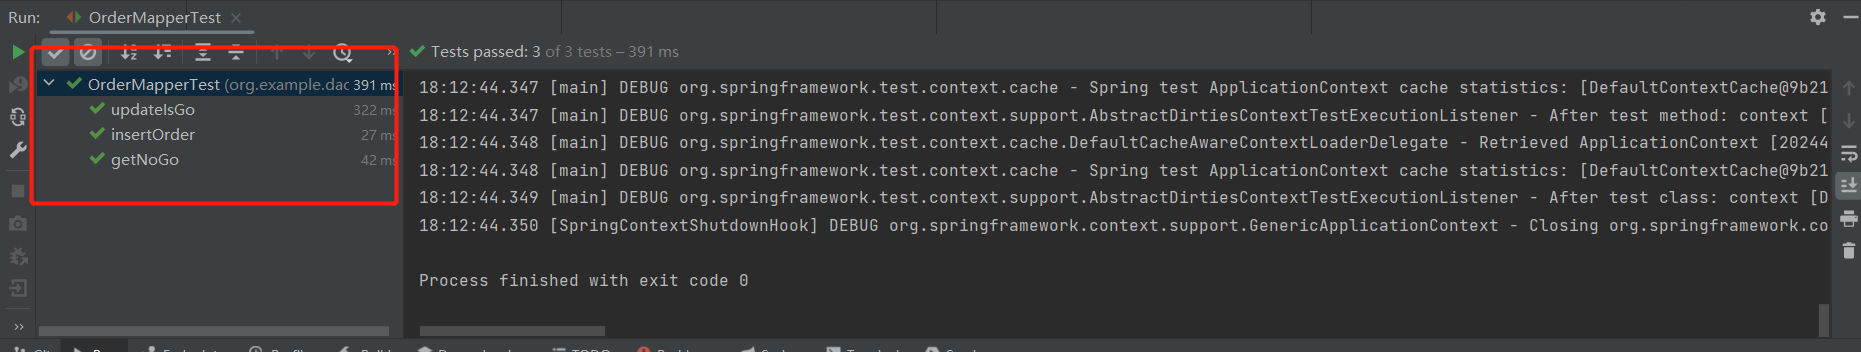 Run: OrderMapperTest
Tests passed: 3 of 3 tests – 391 ms
OrderMapperTest (org.example.dac 391 ms
updateIsGo 322 ms
insertOrder 27 ms
getNoGo 42 ms
18:12:44.347 [main] DEBUG org.springframework.test.context.cache - Spring test ApplicationContext cache statistics: [DefaultContextCache@9b21
18:12:44.347 [main] DEBUG org.springframework.test.context.support.AbstractDirtiesContextTestExecutionListener - After test method: context [
18:12:44.348 [main] DEBUG org.springframework.test.context.cache.DefaultCacheAwareContextLoaderDelegate - Retrieved ApplicationContext [20244
18:12:44.348 [main] DEBUG org.springframework.test.context.cache - Spring test ApplicationContext cache statistics: [DefaultContextCache@9b21
18:12:44.349 [main] DEBUG org.springframework.test.context.support.AbstractDirtiesContextTestExecutionListener - After test class: context [D
18:12:44.350 [SpringContextShutdownHook] DEBUG org.springframework.context.support.GenericApplicationContext - Closing org.springframework.co
Process finished with exit code 0